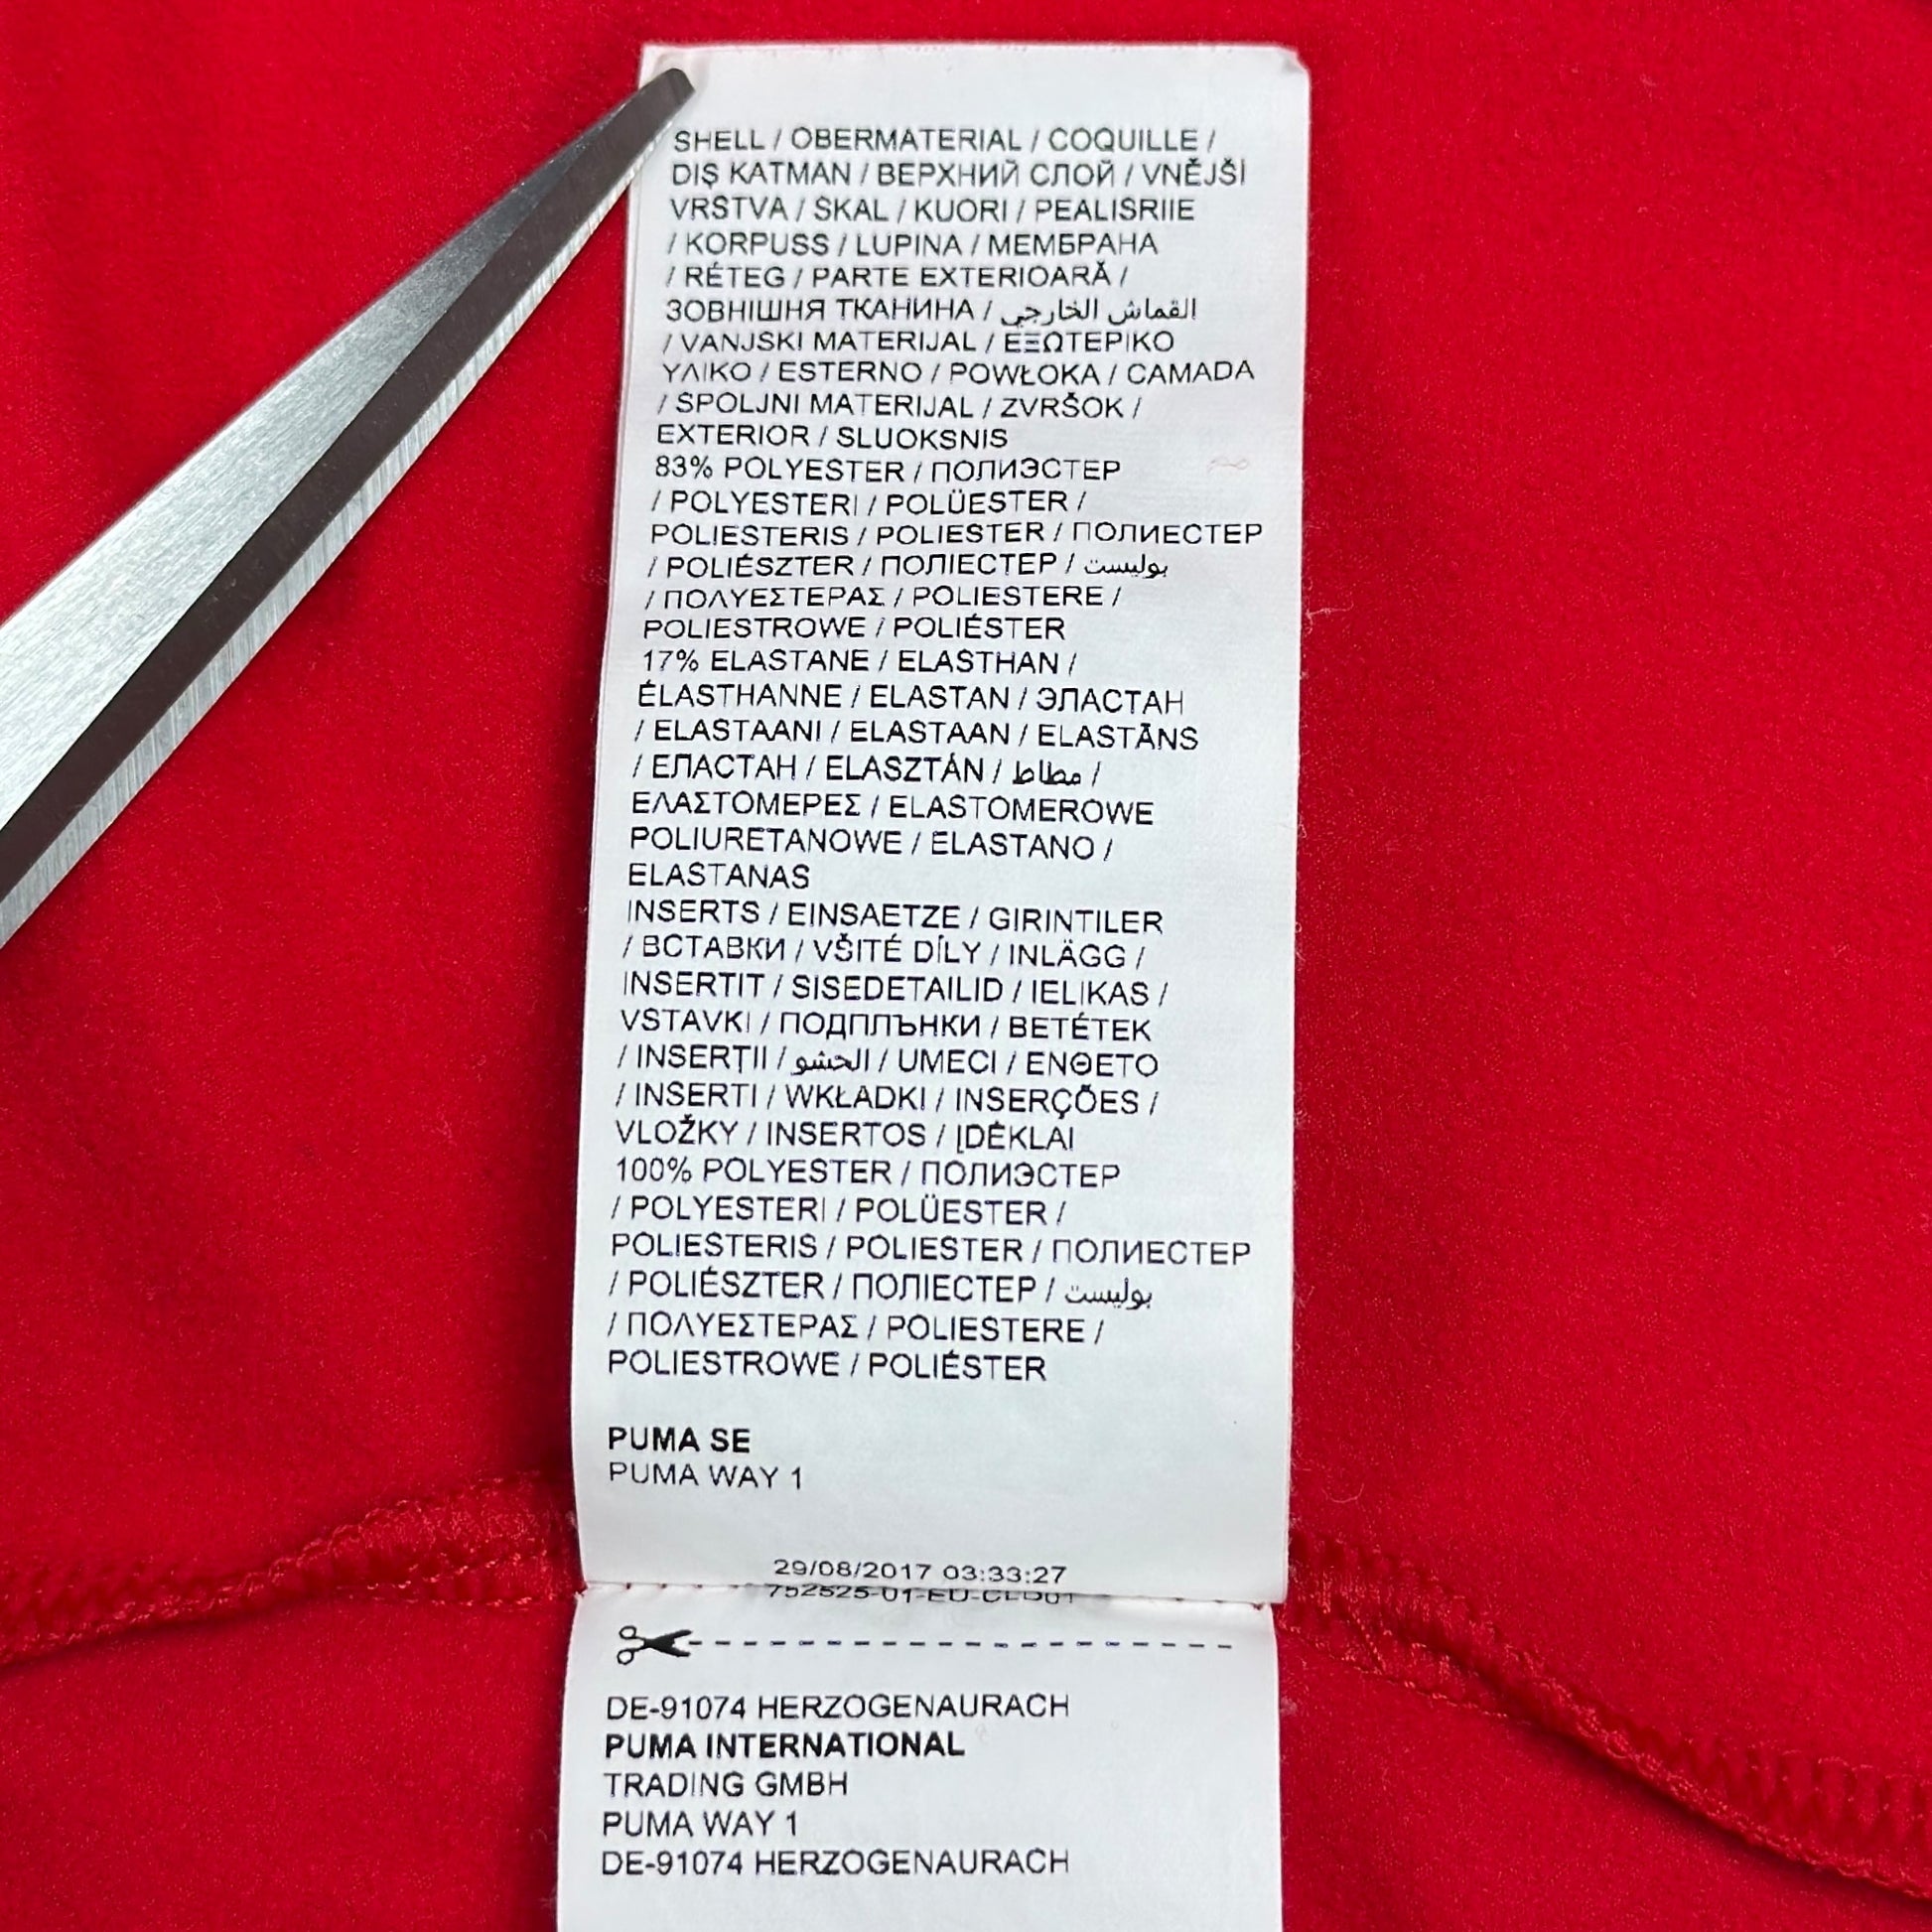 SHELL / OBERMATERIAL / COQUILLE /
DIŞ KATMAN / ВЕРХНИЙ СЛОЙ / VNĚJŠÍ
VRSTVA / SKAL / KUORI / PEALISRIIE
/ KORPUSS / LUPINA / МЕМБРАНА
/ RÉTEG / PARTE EXTERIOARĂ /
ЗОВНІШНЯ ТКАНИНА / القماش الخارجي
/ VANJSKI MATERIJAL / ΕΞΩΤΕΡΙΚΟ
ΥΛΙΚΟ / ESTERNO / POWŁOKA / CAMADA
/ SPOLJNI MATERIJAL / ZVRŠOK /
EXTERIOR / SLUOKSNIS
83% POLYESTER / ПОЛИЭСТЕР
/ POLYESTERI / POLÜESTER /
POLIESTERIS / POLIESTER / ПОЛИЕСТЕР
/ POLIÉSZTER / ПОЛІЕСТЕР / بوليست
/ ΠΟΛΥΕΣΤΕΡΑΣ / POLIESTERE /
POLIESTROWE / POLIÉSTER
17% ELASTANE / ELASTHAN /
ÉLASTHANNE / ELASTAN / ЭЛАСТАН
/ ELASTAANI / ELASTAAN / ELASTĀNS
/ ЕЛАСТАН / ELASZTÁN / مطاط /
ΕΛΑΣΤΟΜΕΡΕΣ / ELASTOMEROWE
POLIURETANOWE / ELASTANO /
ELASTANAS
INSERTS / EINSAETZE / GIRINTILER
/ ВСТАВКИ / VŠITÉ DÍLY / INLÄGG /
INSERTIT / SISEDETAILID / IELIKAS /
VSTAVKI / ПОДПЛЪНКИ / BETÉTEK
/ INSERȚII / الحشو / UMECI / ΕΝΘΕΤΟ
/ INSERTI / WKŁADKI / INSERÇÕES /
VLOŽKY / INSERTOS / ĮDĖKLAI
100% POLYESTER / ПОЛИЭСТЕР
/ POLYESTERI / POLÜESTER /
POLIESTERIS / POLIESTER / ПОЛИЕСТЕР
/ POLIÉSZTER / ПОЛІЕСТЕР / بوليست
/ ΠΟΛΥΕΣΤΕΡΑΣ / POLIESTERE /
POLIESTROWE / POLIÉSTER
PUMA SE
PUMA WAY 1
29/08/2017 03:33:27
752525-01-EU-CLD01
DE-91074 HERZOGENAURACH
PUMA INTERNATIONAL
TRADING GMBH
PUMA WAY 1
DE-91074 HERZOGENAURACH